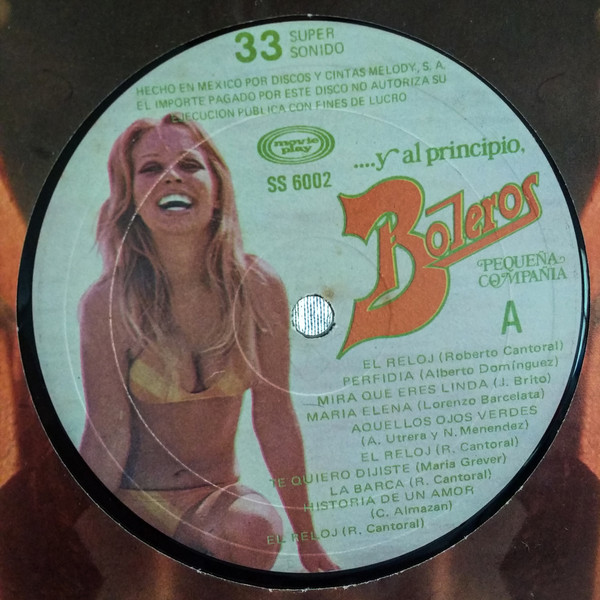 33 SUPER
SONIDO
HECHO EN MEXICO POR DISCOS Y CINTAS MELODY, S. A.
EL IMPORTE PAGADO POR ESTE DISCO NO AUTORIZA SU
EJECUCION PUBLICA CON FINES DE LUCRO
movie
play
SS 6002
....y al principio,
Boleros
PEQUEÑA
COMPAÑIA
A
EL RELOJ (Roberto Cantoral)
PERFIDIA (Alberto Domínguez)
MIRA QUE ERES LINDA (J. Brito)
MARIA ELENA (Lorenzo Barcelata)
AQUELLOS OJOS VERDES
(A. Utrera y N. Menendez)
EL RELOJ (R. Cantoral)
TE QUIERO DIJISTE (Maria Grever)
LA BARCA (R. Cantoral)
HISTORIA DE UN AMOR
(C. Almazan)
EL RELOJ (R. Cantoral)